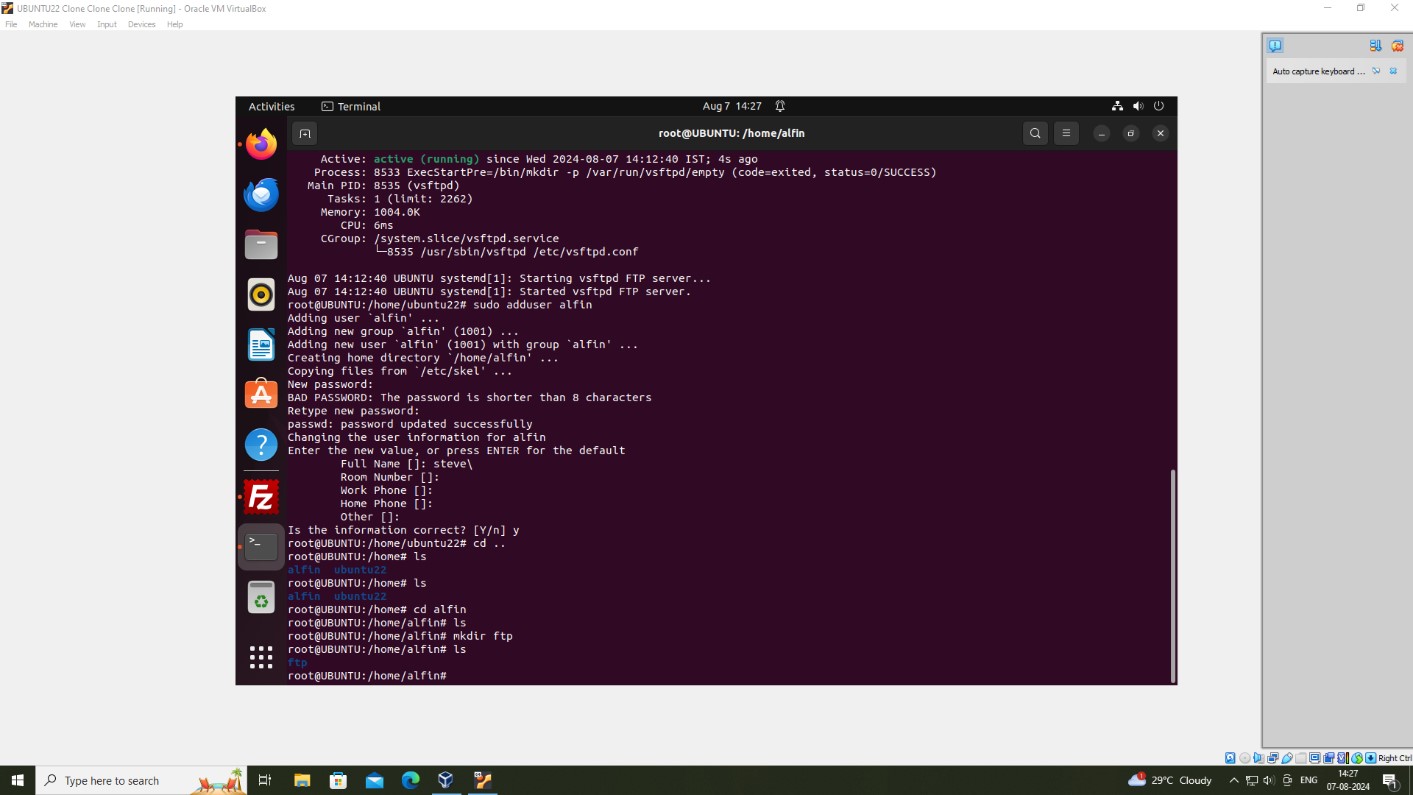 UBUNTU22 Clone Clone Clone [Running] - Oracle VM VirtualBox
File Machine View Input Devices Help
Auto capture keyboard ...
Activities Terminal Aug 7 14:27
root@UBUNTU: /home/alfin
Active: active (running) since Wed 2024-08-07 14:12:40 IST; 4s ago
Process: 8533 ExecStartPre=/bin/mkdir -p /var/run/vsftpd/empty (code=exited, status=0/SUCCESS)
Main PID: 8535 (vsftpd)
Tasks: 1 (limit: 2262)
Memory: 1004.0K
CPU: 6ms
CGroup: /system.slice/vsftpd.service
└─8535 /usr/sbin/vsftpd /etc/vsftpd.conf
Aug 07 14:12:40 UBUNTU systemd[1]: Starting vsftpd FTP server...
Aug 07 14:12:40 UBUNTU systemd[1]: Started vsftpd FTP server.
root@UBUNTU:/home/ubuntu22# sudo adduser alfin
Adding user `alfin' ...
Adding new group `alfin' (1001) ...
Adding new user `alfin' (1001) with group `alfin' ...
Creating home directory `/home/alfin' ...
Copying files from `/etc/skel' ...
New password:
BAD PASSWORD: The password is shorter than 8 characters
Retype new password:
passwd: password updated successfully
Changing the user information for alfin
Enter the new value, or press ENTER for the default
Full Name []: steve\
Room Number []:
Work Phone []:
Home Phone []:
Other []:
Is the information correct? [Y/n] y
root@UBUNTU:/home/ubuntu22# cd ..
root@UBUNTU:/home# ls
alfin ubuntu22
root@UBUNTU:/home# ls
alfin ubuntu22
root@UBUNTU:/home# cd alfin
root@UBUNTU:/home/alfin# ls
root@UBUNTU:/home/alfin# mkdir ftp
root@UBUNTU:/home/alfin# ls
ftp
root@UBUNTU:/home/alfin#
Fz
Right Ctrl
Type here to search
29°C Cloudy
ENG
14:27
07-08-2024